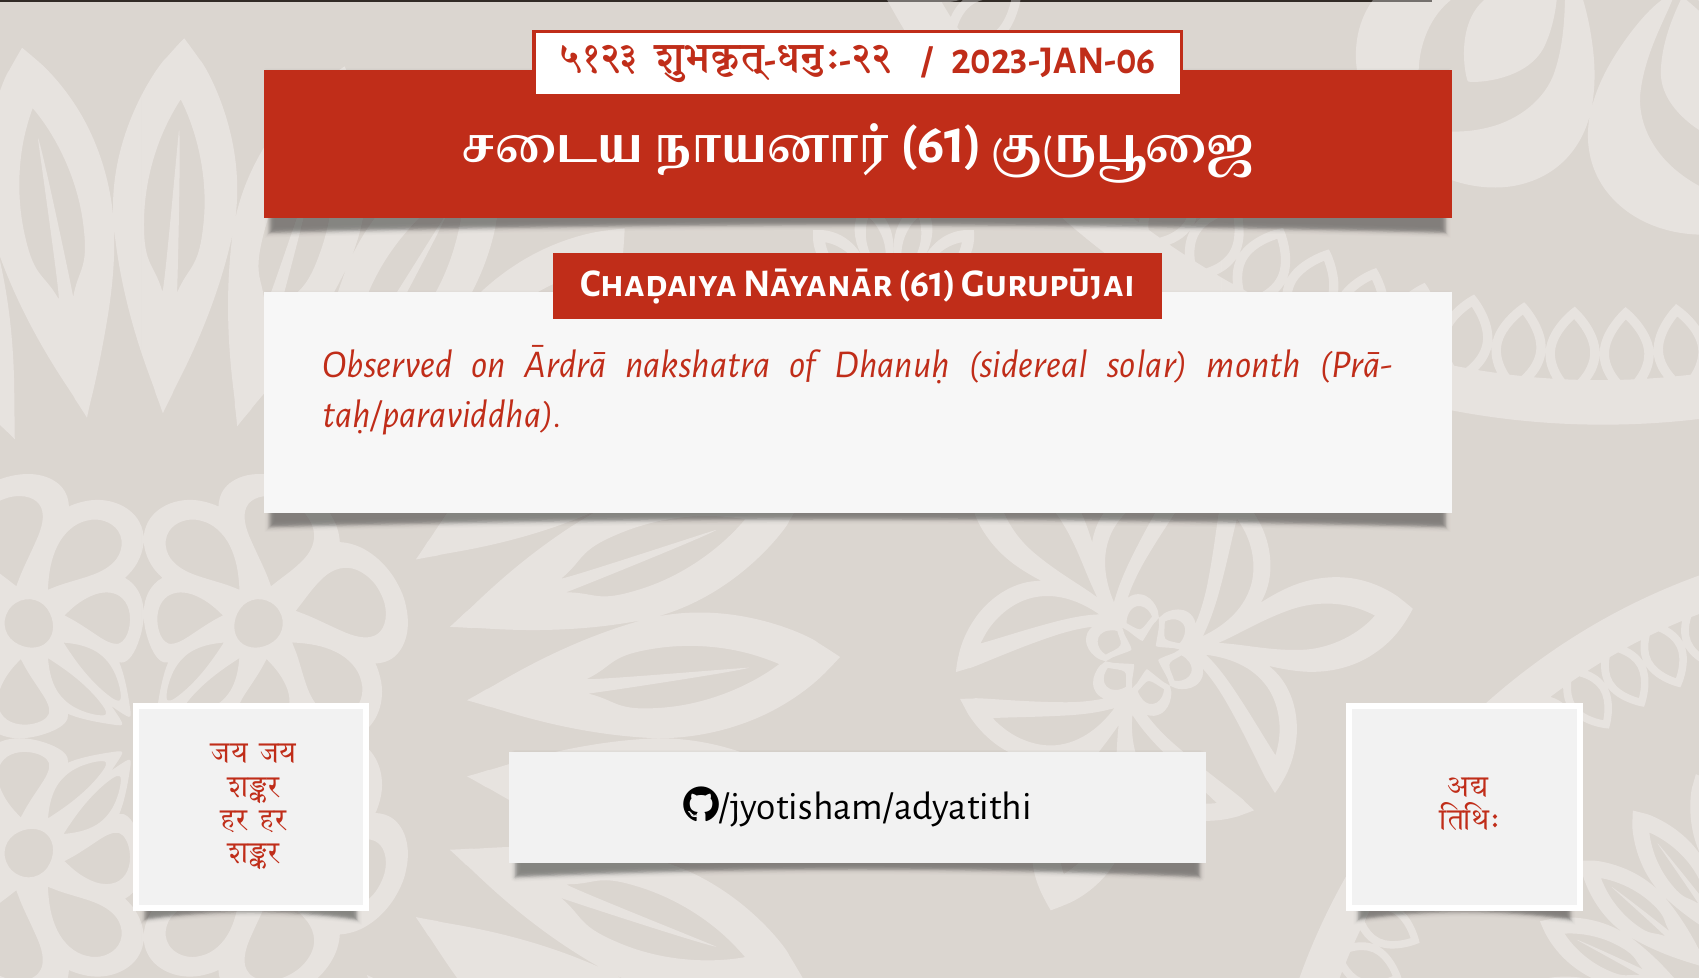 ५१२३ शुभकृत्-धनुः-२२ / 2023-JAN-06
சடைய நாயனார் (61) குருபூஜை
Chaḍaiya Nāyanār (61) Gurupūjai
Observed on Ārdrā nakshatra of Dhanuḥ (sidereal solar) month (Prā-
taḥ/paraviddha).
जय जय
शङ्कर
हर हर
शङ्कर
/jyotisham/adyatithi
अद्य
तिथिः